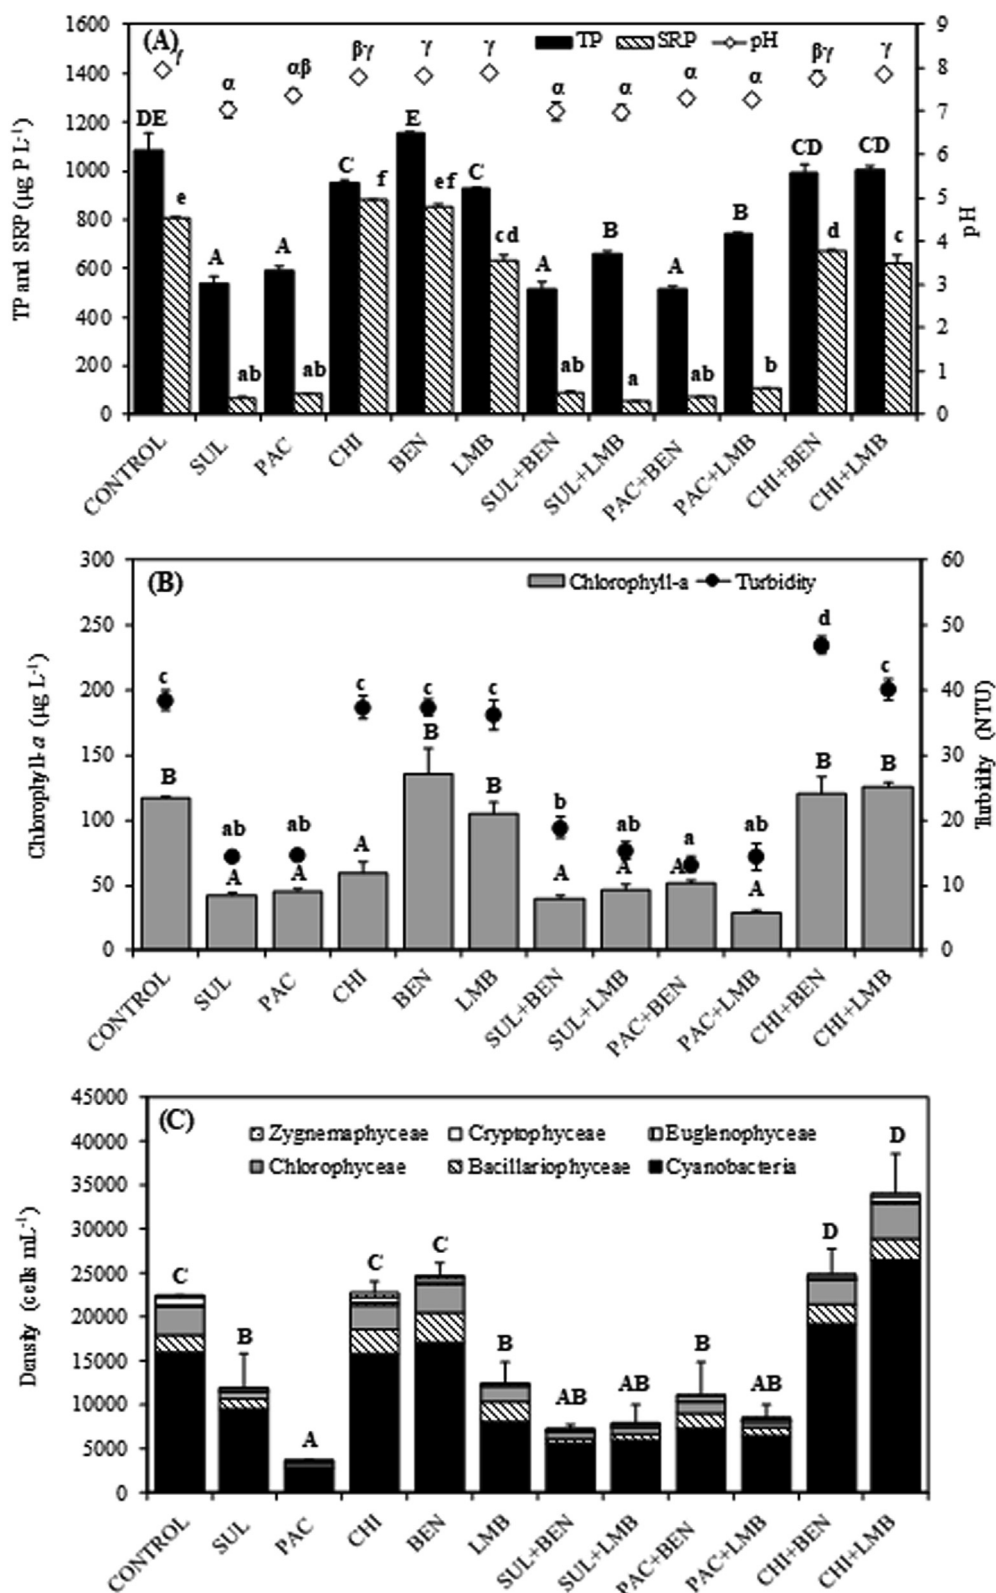 (A)
TP SRP pH
TP and SRP (µg P L-1)
pH
1600
1400
1200
1000
800
600
400
200
0
9
8
7
6
5
4
3
2
1
0
γ α αβ βγ γ γ α α α α βγ γ
DE A A C E C A B A B CD CD
e ab ab f ef cd ab a ab b d c
CONTROL SUL PAC CHI BEN LMB SUL+BEN SUL+LMB PAC+BEN PAC+LMB CHI+BEN CHI+LMB
(B)
Chlorophyll-a Turbidity
Chlorophyll-a (µg L-1)
Turbidity (NTU)
300
250
200
150
100
50
0
60
50
40
30
20
10
0
c ab ab c c c b ab a ab d c
B A A A B B A A A A B B
CONTROL SUL PAC CHI BEN LMB SUL+BEN SUL+LMB PAC+BEN PAC+LMB CHI+BEN CHI+LMB
(C)
Zygnemaphyceae Cryptophyceae Euglenophyceae
Chlorophyceae Bacillariophyceae Cyanobacteria
Density (cells mL-1)
45000
40000
35000
30000
25000
20000
15000
10000
5000
0
C B A C C B AB AB B AB D D
CONTROL SUL PAC CHI BEN LMB SUL+BEN SUL+LMB PAC+BEN PAC+LMB CHI+BEN CHI+LMB